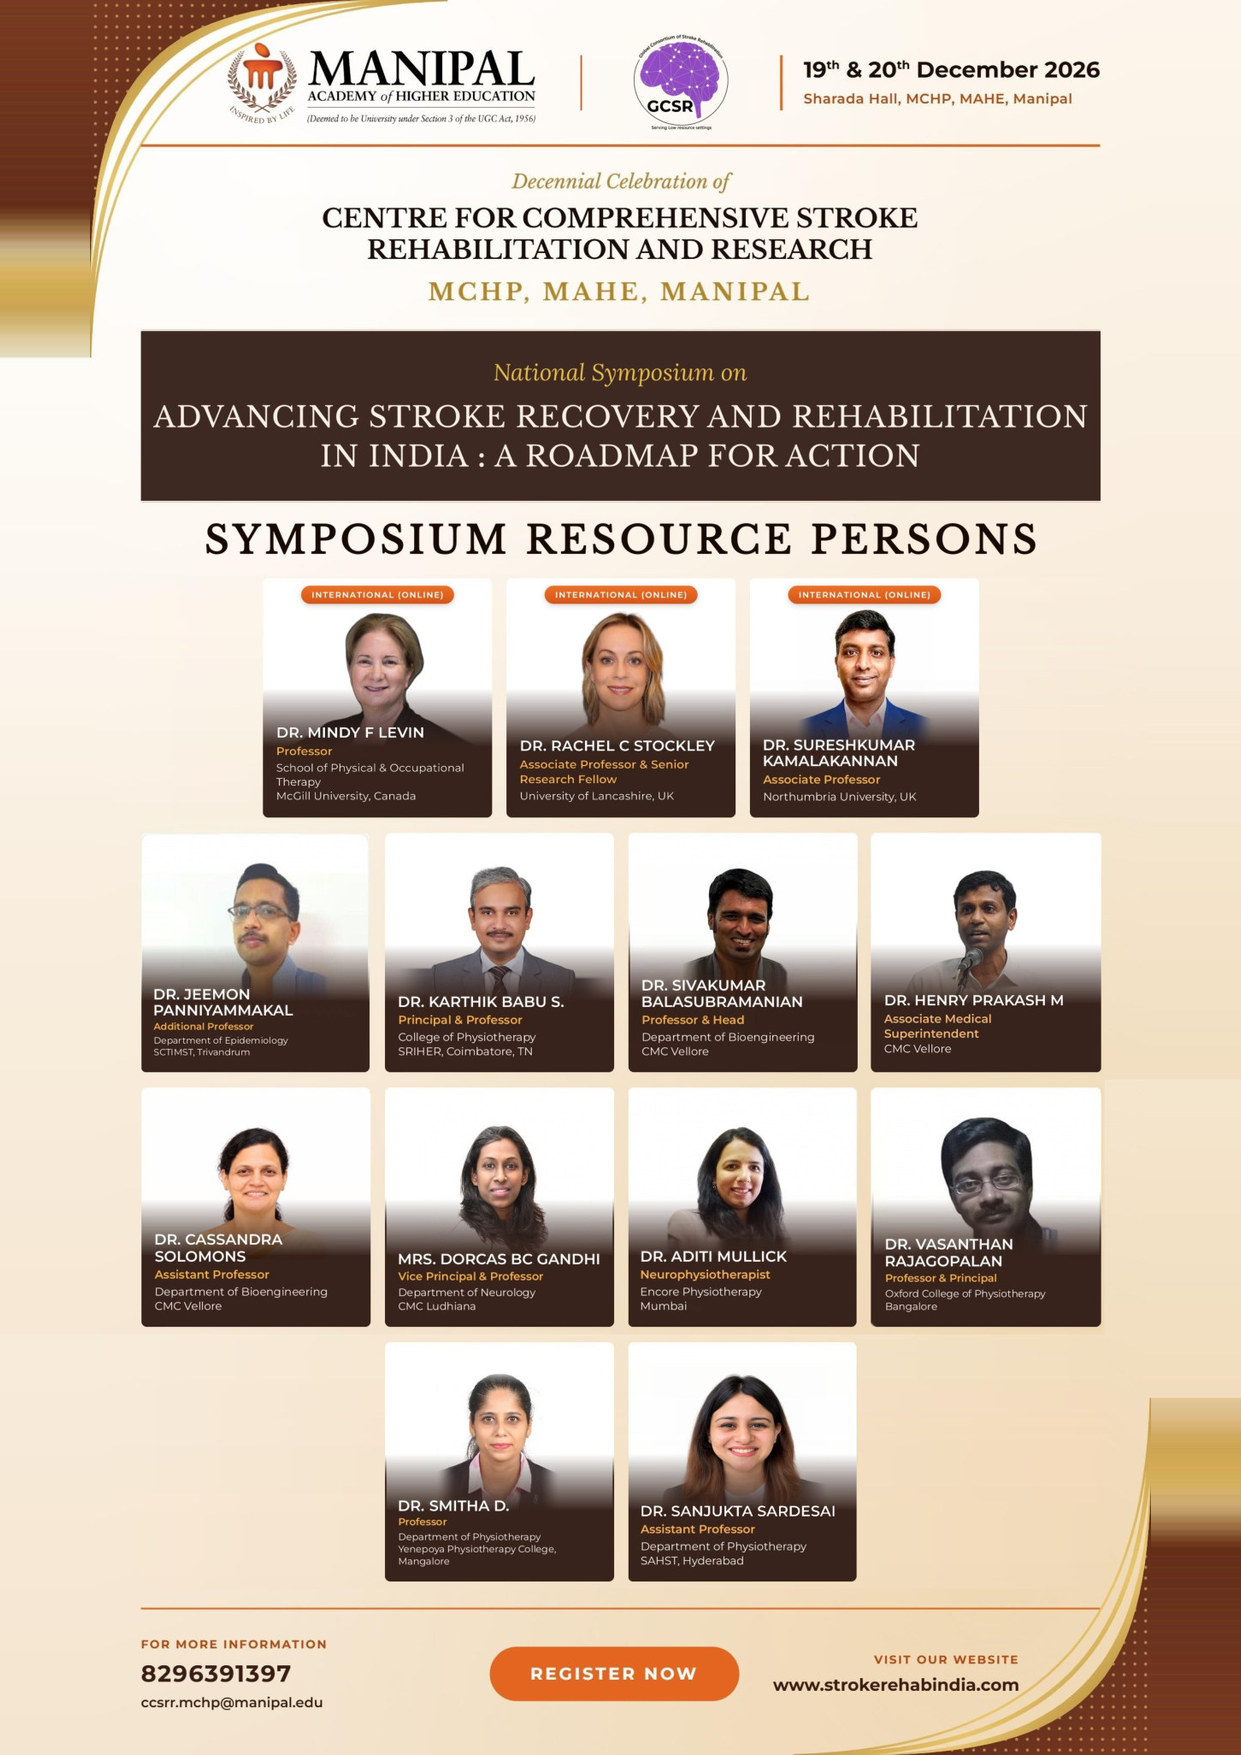 MANIPAL
ACADEMY of HIGHER EDUCATION
(Deemed to be University under Section 3 of the UGC Act, 1956)
INSPIRED BY LIFE
Global Consortium of Stroke Rehabilitation
GCSR
Serving Low resource settings
19th & 20th December 2026
Sharada Hall, MCHP, MAHE, Manipal
Decennial Celebration of
CENTRE FOR COMPREHENSIVE STROKE
REHABILITATION AND RESEARCH
MCHP, MAHE, MANIPAL
National Symposium on
ADVANCING STROKE RECOVERY AND REHABILITATION
IN INDIA : A ROADMAP FOR ACTION
SYMPOSIUM RESOURCE PERSONS
INTERNATIONAL (ONLINE)
DR. MINDY F LEVIN
Professor
School of Physical & Occupational
Therapy
McGill University, Canada
INTERNATIONAL (ONLINE)
DR. RACHEL C STOCKLEY
Associate Professor & Senior
Research Fellow
University of Lancashire, UK
INTERNATIONAL (ONLINE)
DR. SURESHKUMAR
KAMALAKANNAN
Associate Professor
Northumbria University, UK
DR. JEEMON
PANNIYAMMAKAL
Additional Professor
Department of Epidemiology
SCTIMST, Trivandrum
DR. KARTHIK BABU S.
Principal & Professor
College of Physiotherapy
SRIHER, Coimbatore, TN
DR. SIVAKUMAR
BALASUBRAMANIAN
Professor & Head
Department of Bioengineering
CMC Vellore
DR. HENRY PRAKASH M
Associate Medical
Superintendent
CMC Vellore
DR. CASSANDRA
SOLOMONS
Assistant Professor
Department of Bioengineering
CMC Vellore
MRS. DORCAS BC GANDHI
Vice Principal & Professor
Department of Neurology
CMC Ludhiana
DR. ADITI MULLICK
Neurophysiotherapist
Encore Physiotherapy
Mumbai
DR. VASANTHAN
RAJAGOPALAN
Professor & Principal
Oxford College of Physiotherapy
Bangalore
DR. SMITHA D.
Professor
Department of Physiotherapy
Yenepoya Physiotherapy College,
Mangalore
DR. SANJUKTA SARDESAI
Assistant Professor
Department of Physiotherapy
SAHST, Hyderabad
FOR MORE INFORMATION
8296391397
ccsrr.mchp@manipal.edu
REGISTER NOW
VISIT OUR WEBSITE
www.strokerehabindia.com